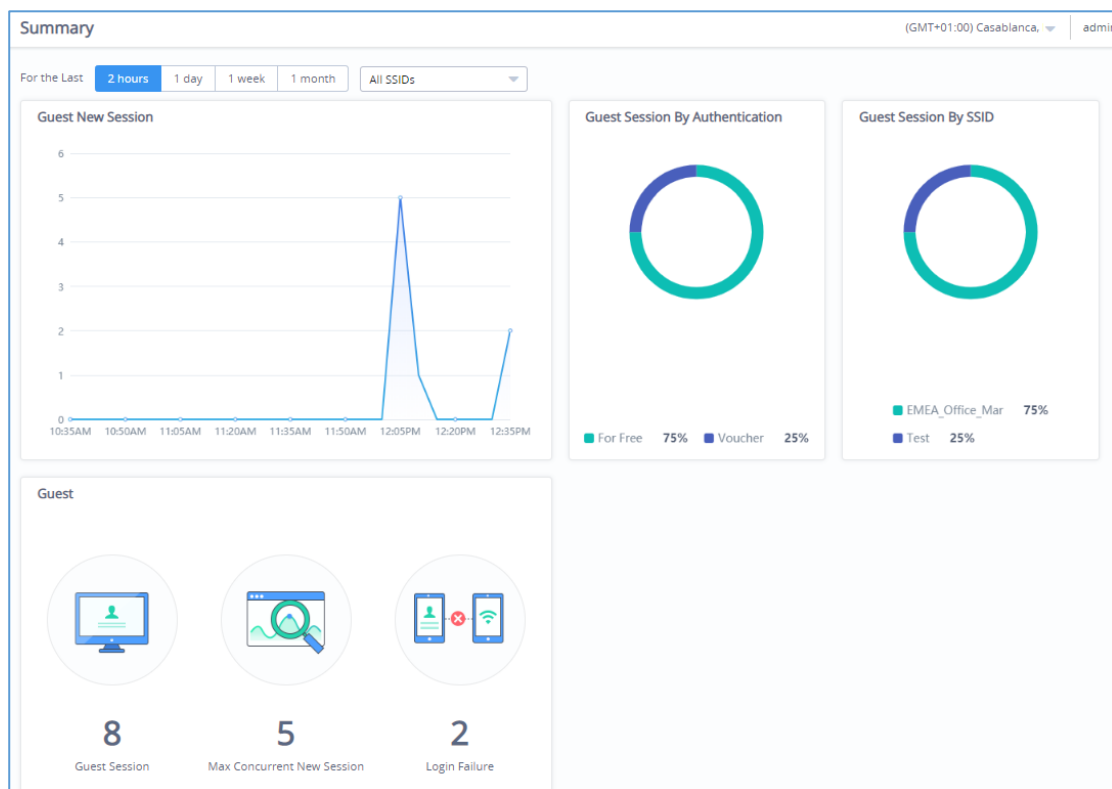 Summary
(GMT+01:00) Casablanca,
For the Last 2 hours 1 day 1 week 1 month All SSIDs
Guest New Session
6
5
4
3
2
1
0
10:35AM 10:50AM 11:05AM 11:20AM 11:35AM 11:50AM 12:05PM 12:20PM 12:35PM
Guest Session By Authentication
For Free 75% Voucher 25%
Guest Session By SSID
EMEA_Office_Mar 75%
Test 25%
Guest
8 5 2
Guest Session Max Concurrent New Session Login Failure